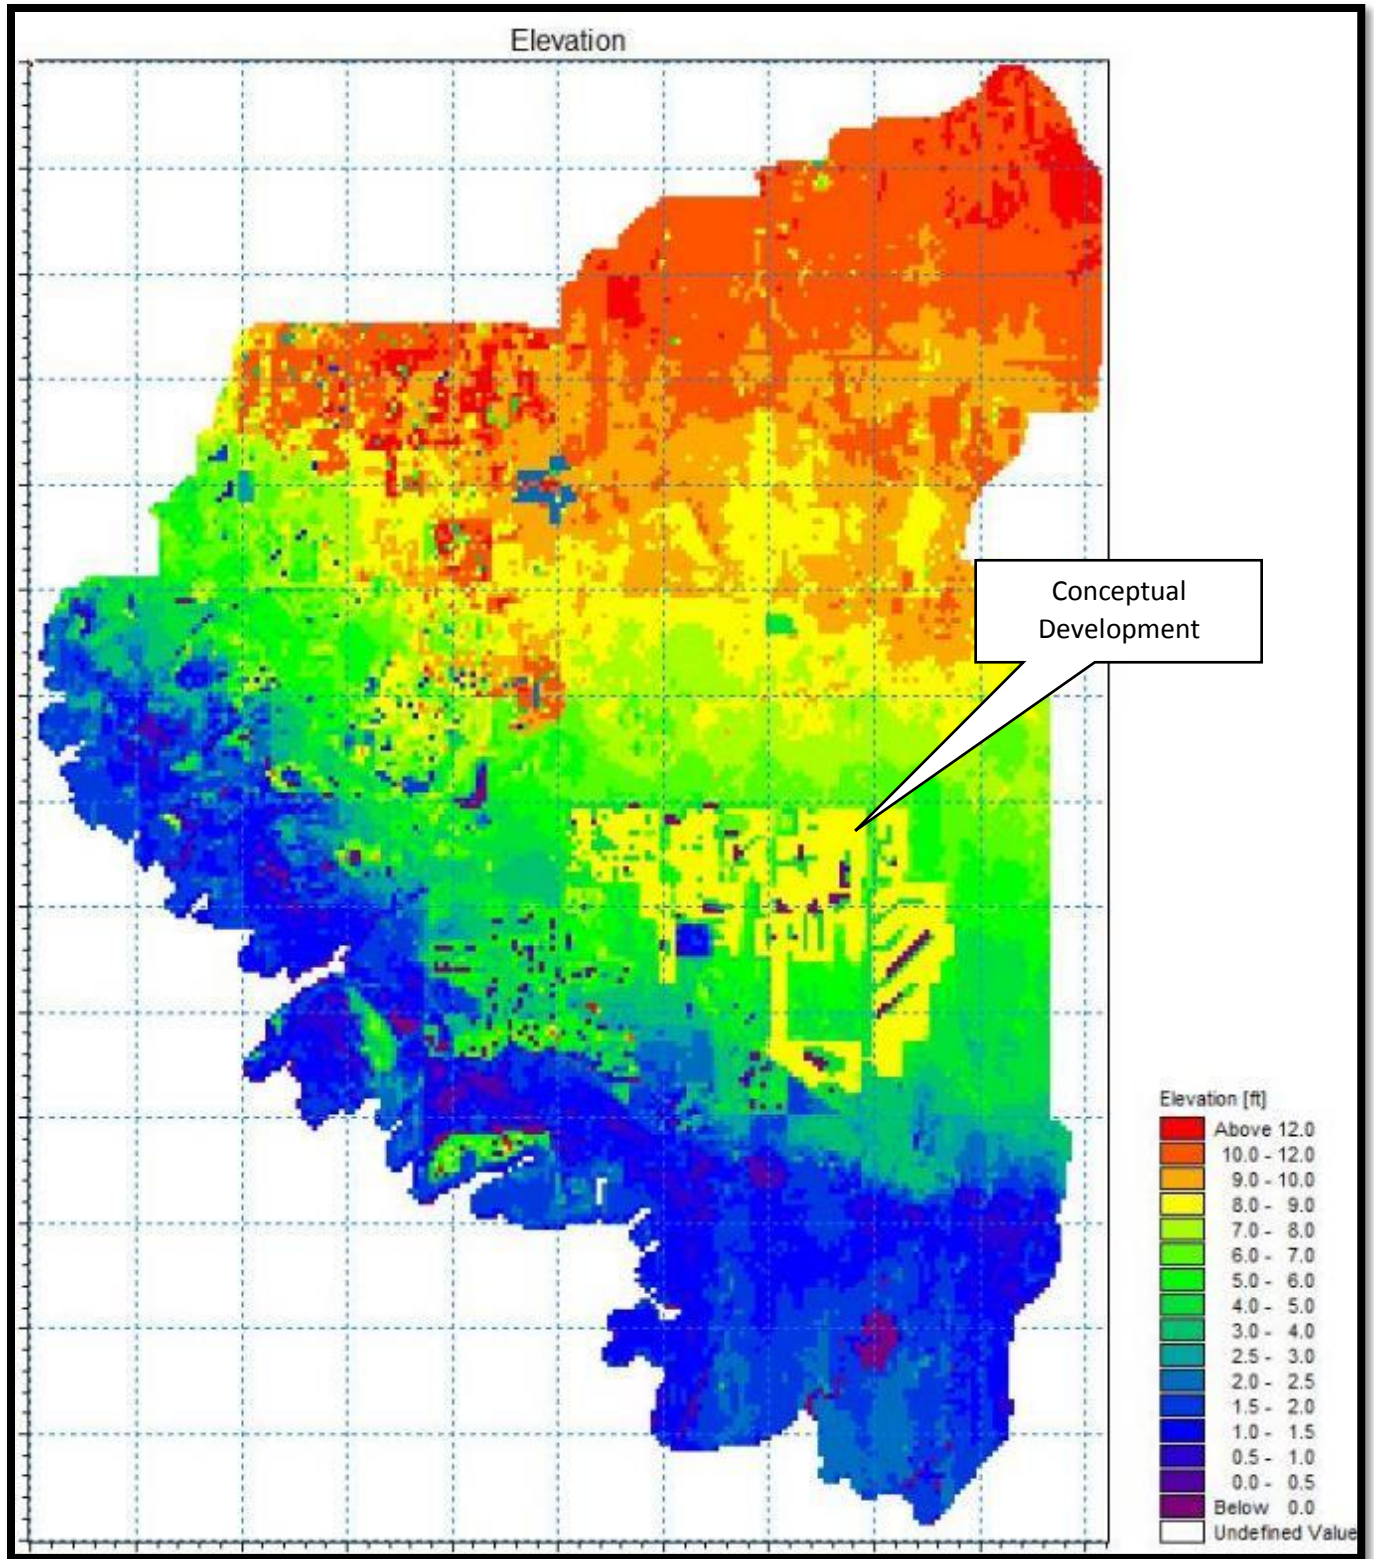 Elevation
Conceptual
Development
Elevation [ft]
Above 12.0
10.0 - 12.0
9.0 - 10.0
8.0 - 9.0
7.0 - 8.0
6.0 - 7.0
5.0 - 6.0
4.0 - 5.0
3.0 - 4.0
2.5 - 3.0
2.0 - 2.5
1.5 - 2.0
1.0 - 1.5
0.5 - 1.0
0.0 - 0.5
Below 0.0
Undefined Value